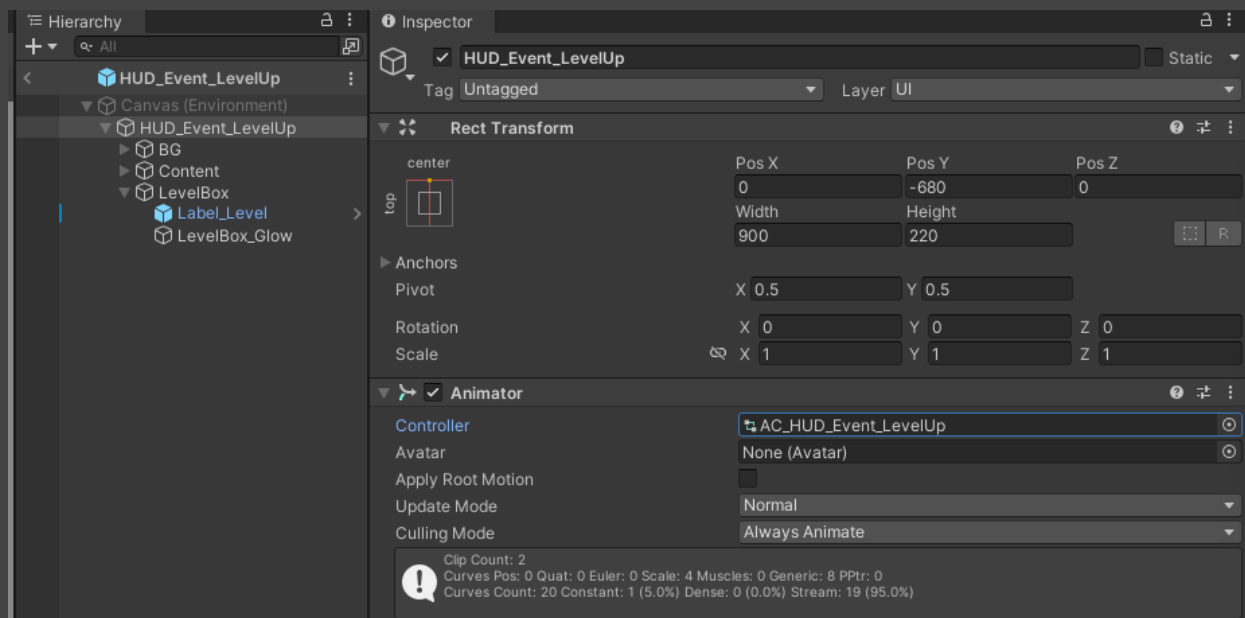 Hierarchy
All
HUD_Event_LevelUp
Canvas (Environment)
HUD_Event_LevelUp
BG
Content
LevelBox
Label_Level
LevelBox_Glow
Inspector
HUD_Event_LevelUp
Static
Tag Untagged Layer UI
Rect Transform
center
top
Pos X Pos Y Pos Z
0 -680 0
Width Height
900 220
R
Anchors
Pivot X 0.5 Y 0.5
Rotation X 0 Y 0 Z 0
Scale X 1 Y 1 Z 1
Animator
Controller AC_HUD_Event_LevelUp
Avatar None (Avatar)
Apply Root Motion
Update Mode Normal
Culling Mode Always Animate
Clip Count: 2
Curves Pos: 0 Quat: 0 Euler: 0 Scale: 4 Muscles: 0 Generic: 8 PPtr: 0
Curves Count: 20 Constant: 1 (5.0%) Dense: 0 (0.0%) Stream: 19 (95.0%)